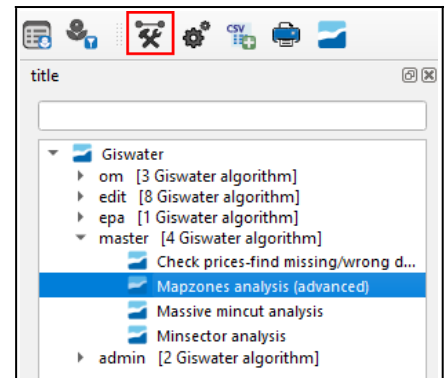 CSV
title
Giswater
om [3 Giswater algorithm]
edit [8 Giswater algorithm]
epa [1 Giswater algorithm]
master [4 Giswater algorithm]
Check prices-find missing/wrong d...
Mapzones analysis (advanced)
Massive mincut analysis
Minsector analysis
admin [2 Giswater algorithm]